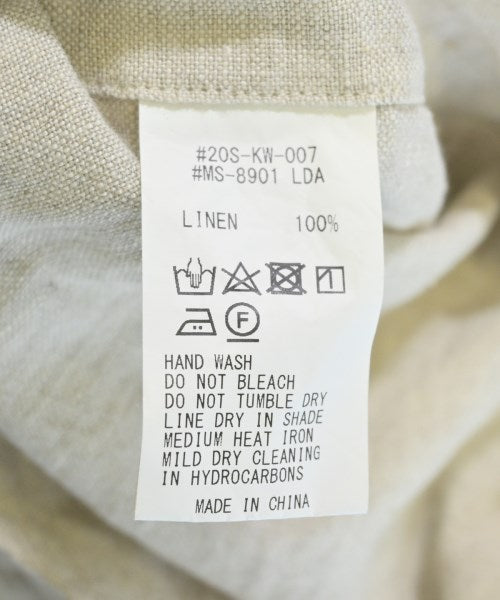 #20S-KW-007
#MS-8901 LDA
LINEN 100%
F
HAND WASH
DO NOT BLEACH
DO NOT TUMBLE DRY
LINE DRY IN SHADE
MEDIUM HEAT IRON
MILD DRY CLEANING
IN HYDROCARBONS
MADE IN CHINA